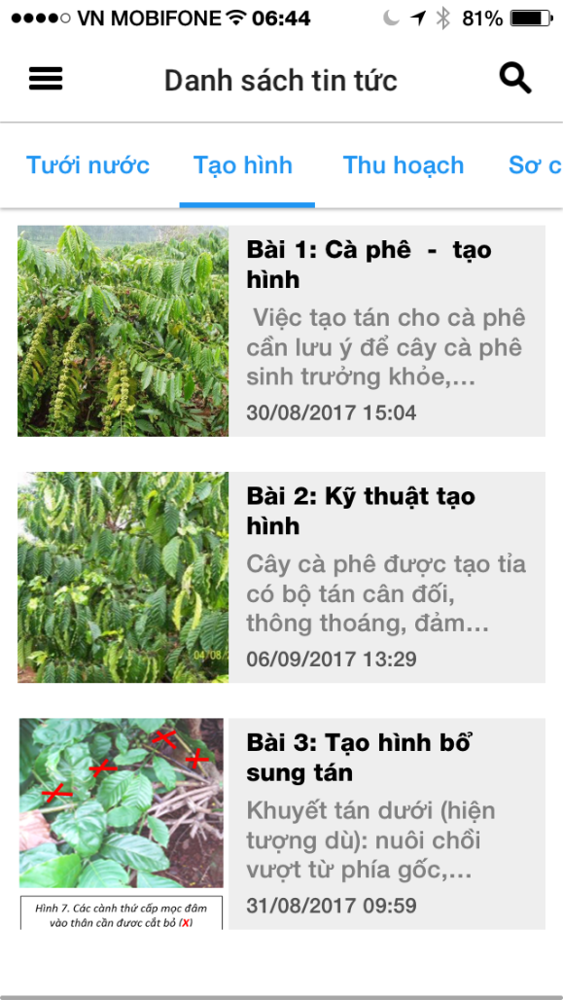 VN MOBIFONE 06:44 81%
Danh sách tin tức
Tưới nước Tạo hình Thu hoạch Sơ c
Bài 1: Cà phê - tạo
hình
Việc tạo tán cho cà phê
cần lưu ý để cây cà phê
sinh trưởng khỏe,...
30/08/2017 15:04
Bài 2: Kỹ thuật tạo
hình
Cây cà phê được tạo tỉa
có bộ tán cân đối,
thông thoáng, đảm...
06/09/2017 13:29
04/08/
Bài 3: Tạo hình bổ
sung tán
Khuyết tán dưới (hiện
tượng dù): nuôi chồi
vượt từ phía gốc,...
31/08/2017 09:59
Hình 7. Các cành thứ cấp mọc đâm
vào thân cần được cắt bỏ (X)